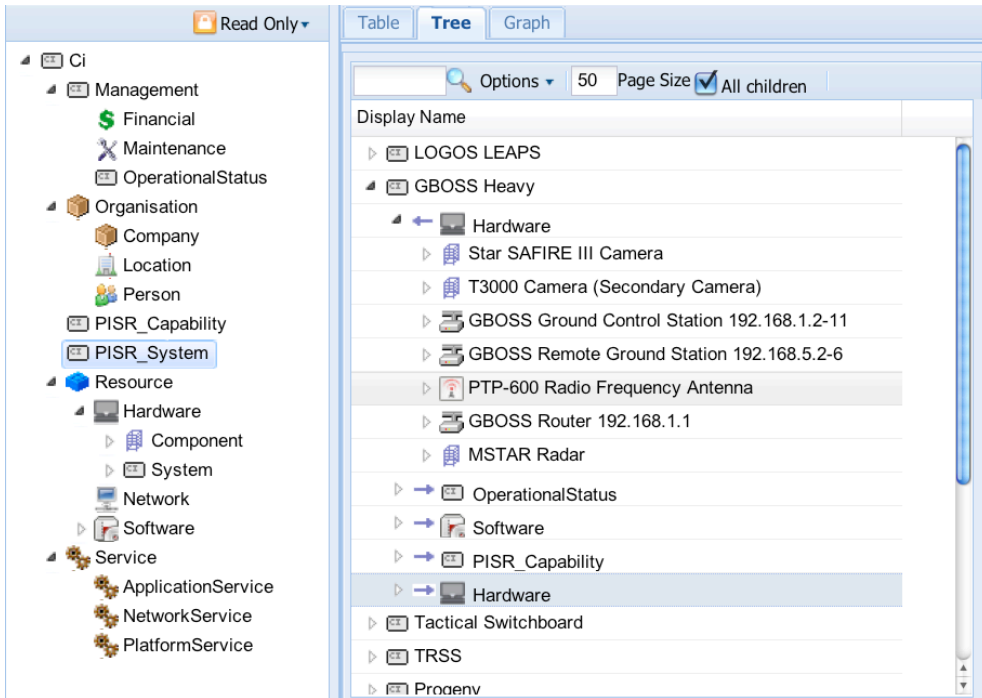 Read Only
Ci
Management
Financial
Maintenance
OperationalStatus
Organisation
Company
Location
Person
PISR_Capability
PISR_System
Resource
Hardware
Component
System
Network
Software
Service
ApplicationService
NetworkService
PlatformService
Table Tree Graph
Options 50 Page Size All children
Display Name
LOGOS LEAPS
GBOSS Heavy
Hardware
Star SAFIRE III Camera
T3000 Camera (Secondary Camera)
GBOSS Ground Control Station 192.168.1.2-11
GBOSS Remote Ground Station 192.168.5.2-6
PTP-600 Radio Frequency Antenna
GBOSS Router 192.168.1.1
MSTAR Radar
OperationalStatus
Software
PISR_Capability
Hardware
Tactical Switchboard
TRSS
Progeny